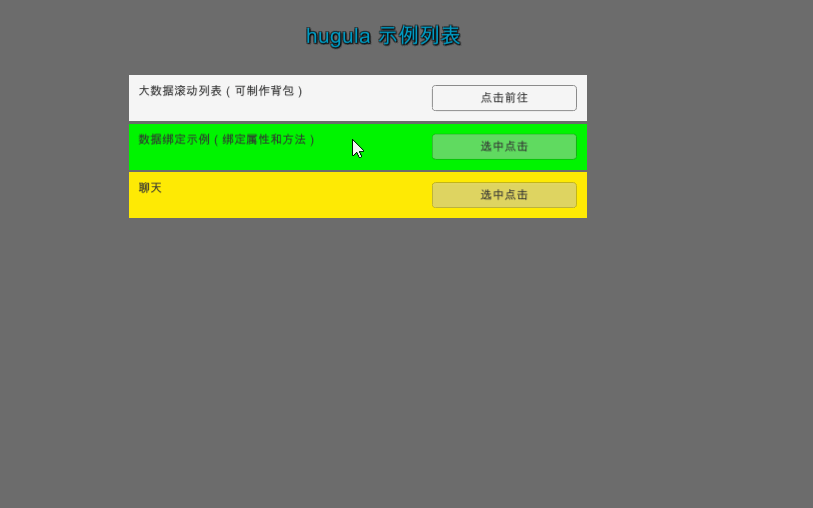 hugula 示例列表
大数据滚动列表（可制作背包）
点击前往
数据绑定示例（绑定属性和方法）
选中点击
聊天
选中点击